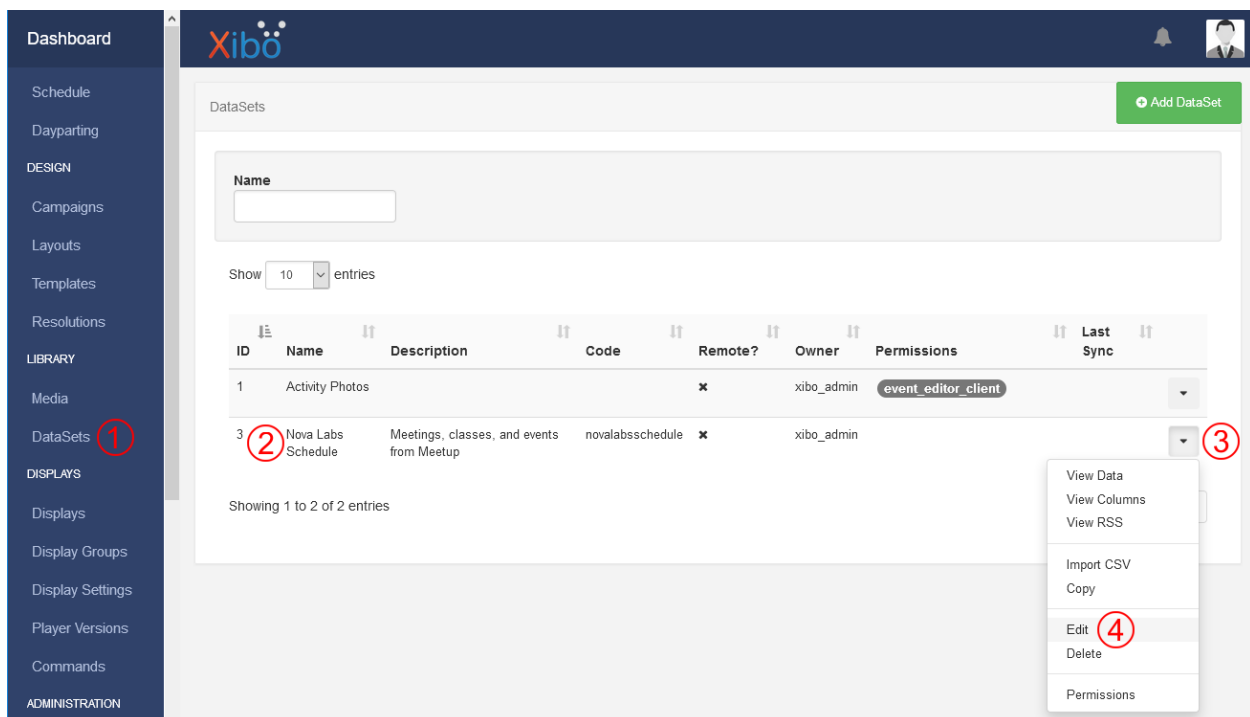 Dashboard
Xibö
Schedule
Dayparting
DESIGN
Campaigns
Layouts
Templates
Resolutions
LIBRARY
Media
DataSets 1
DISPLAYS
Displays
Display Groups
Display Settings
Player Versions
Commands
ADMINISTRATION
DataSets
Add DataSet
Name
Show 10 entries
ID Name Description Code Remote? Owner Permissions Last
Sync
1 Activity Photos ✖ xibo_admin event_editor_client
3 2 Nova Labs Meetings, classes, and events novalabsschedule ✖ xibo_admin 3
Schedule from Meetup
Showing 1 to 2 of 2 entries
View Data
View Columns
View RSS
Import CSV
Copy
Edit 4
Delete
Permissions